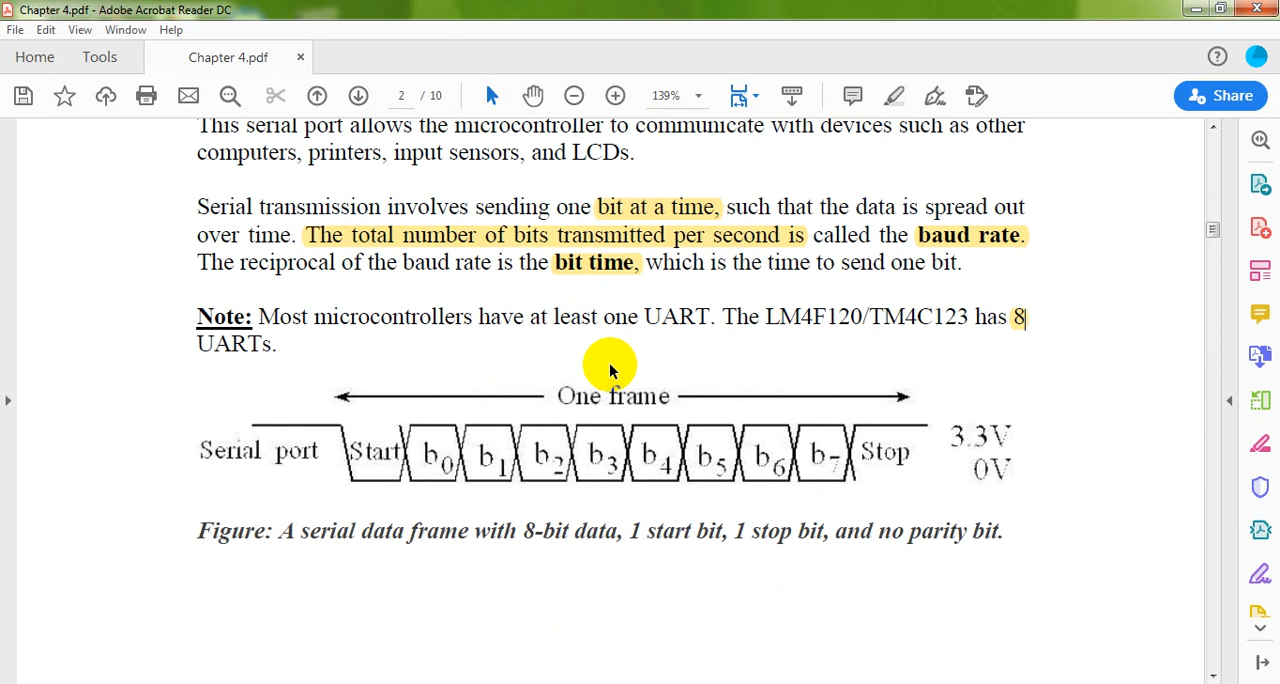 Chapter 4.pdf - Adobe Acrobat Reader DC
File Edit View Window Help
Home Tools Chapter 4.pdf ×
2 / 10 139% Share
This serial port allows the microcontroller to communicate with devices such as other
computers, printers, input sensors, and LCDs.
Serial transmission involves sending one bit at a time, such that the data is spread out
over time. The total number of bits transmitted per second is called the baud rate.
The reciprocal of the baud rate is the bit time, which is the time to send one bit.
Note: Most microcontrollers have at least one UART. The LM4F120/TM4C123 has 8
UARTs.
One frame
Serial port Start b0 b1 b2 b3 b4 b5 b6 b7 Stop 3.3V
0V
Figure: A serial data frame with 8-bit data, 1 start bit, 1 stop bit, and no parity bit.